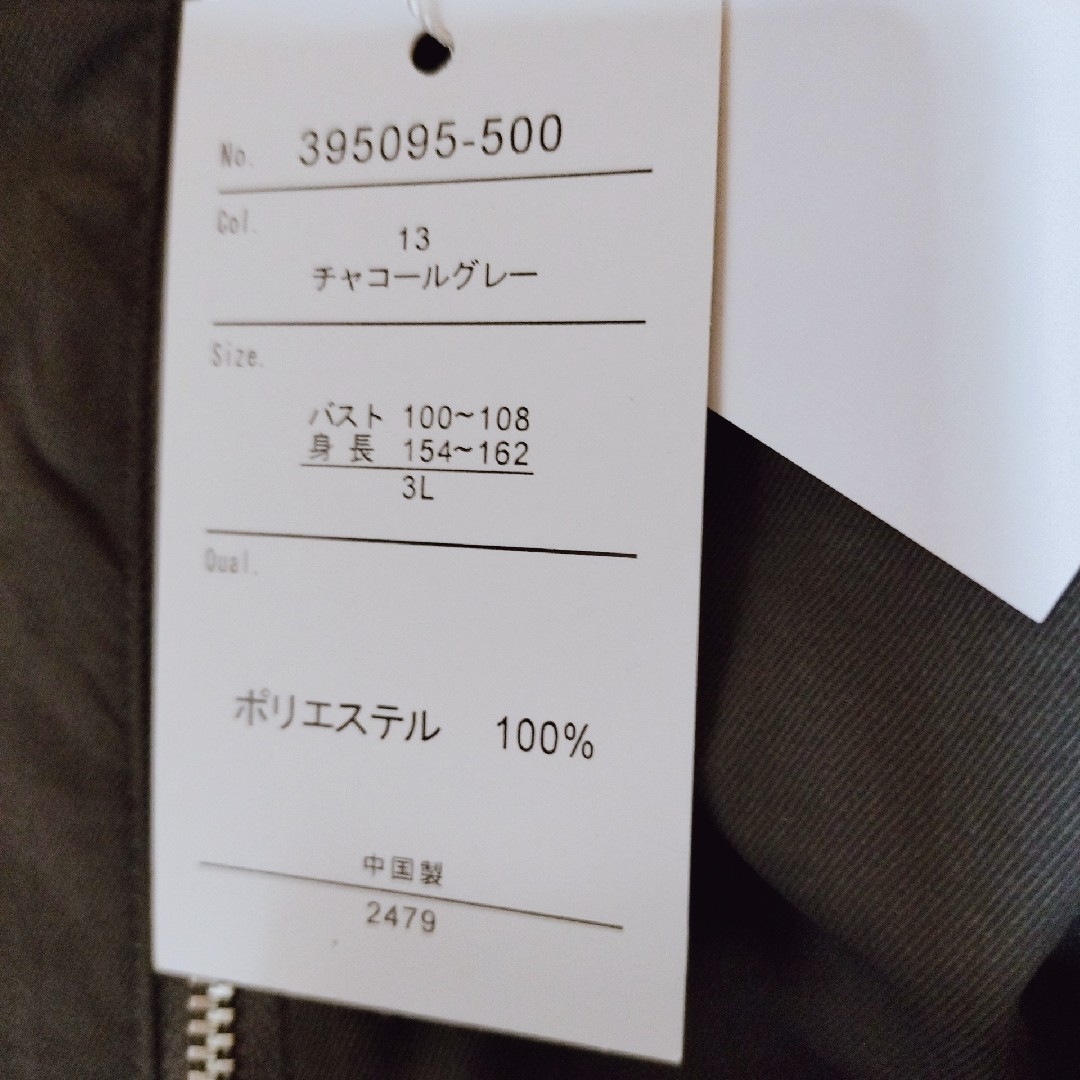 No. 395095-500
Col.
13
チャコールグレー
Size.
バスト 100~108
身長 154~162
3L
Qual.
ポリエステル 100%
中国製
2479